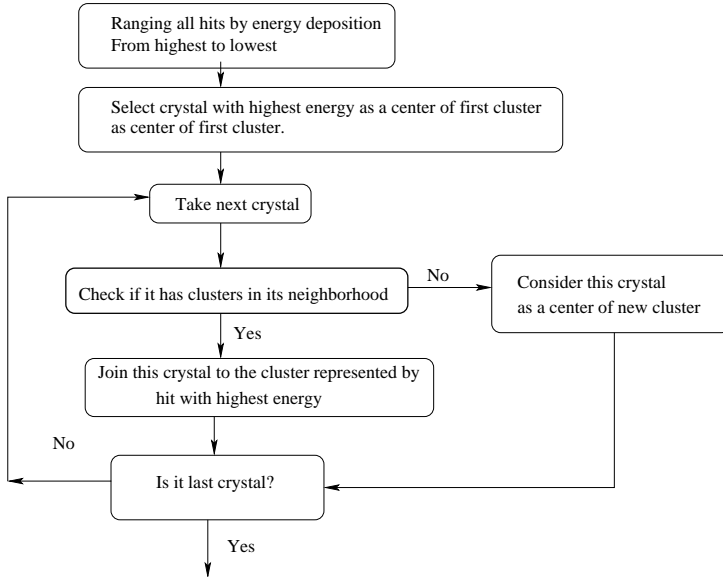 Ranging all hits by energy deposition
From highest to lowest
Select crystal with highest energy as a center of first cluster
as center of first cluster.
Take next crystal
Check if it has clusters in its neighborhood
No
Consider this crystal
as a center of new cluster
Yes
Join this crystal to the cluster represented by
hit with highest energy
No
Is it last crystal?
Yes